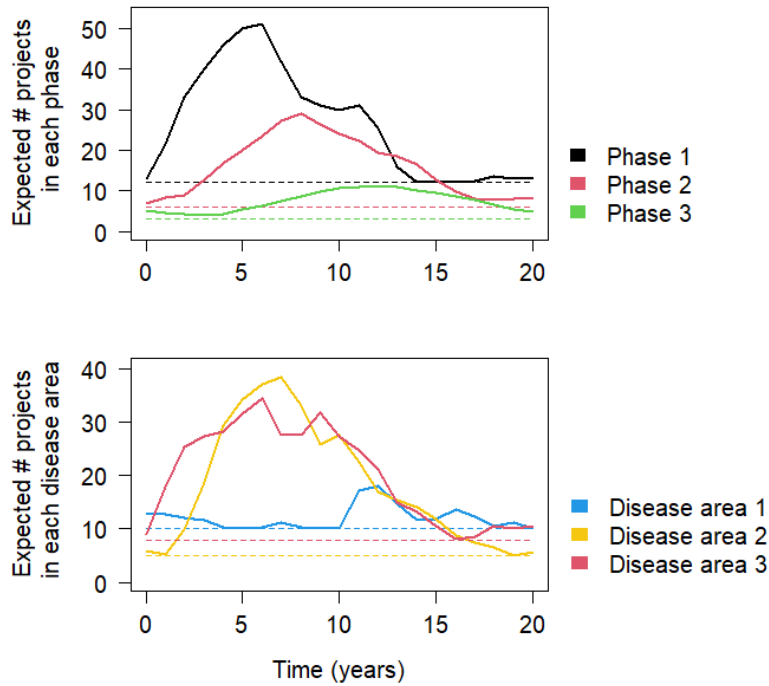 Expected # projects
in each phase
50
40
30
20
10
0
0 5 10 15 20
Phase 1
Phase 2
Phase 3
Expected # projects
in each disease area
40
30
20
10
0
0 5 10 15 20
Time (years)
Disease area 1
Disease area 2
Disease area 3